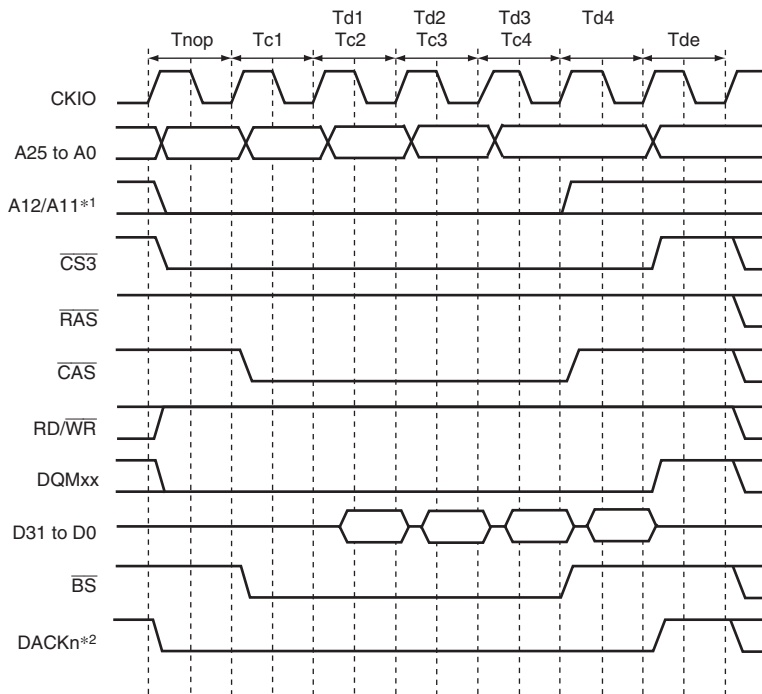 Td1 Td2 Td3 Td4
Tnop Tc1 Tc2 Tc3 Tc4 Tde
CKIO
A25 to A0
A12/A11*1
CS3
RAS
CAS
RD/WR
DQMxx
D31 to D0
BS
DACKn*2